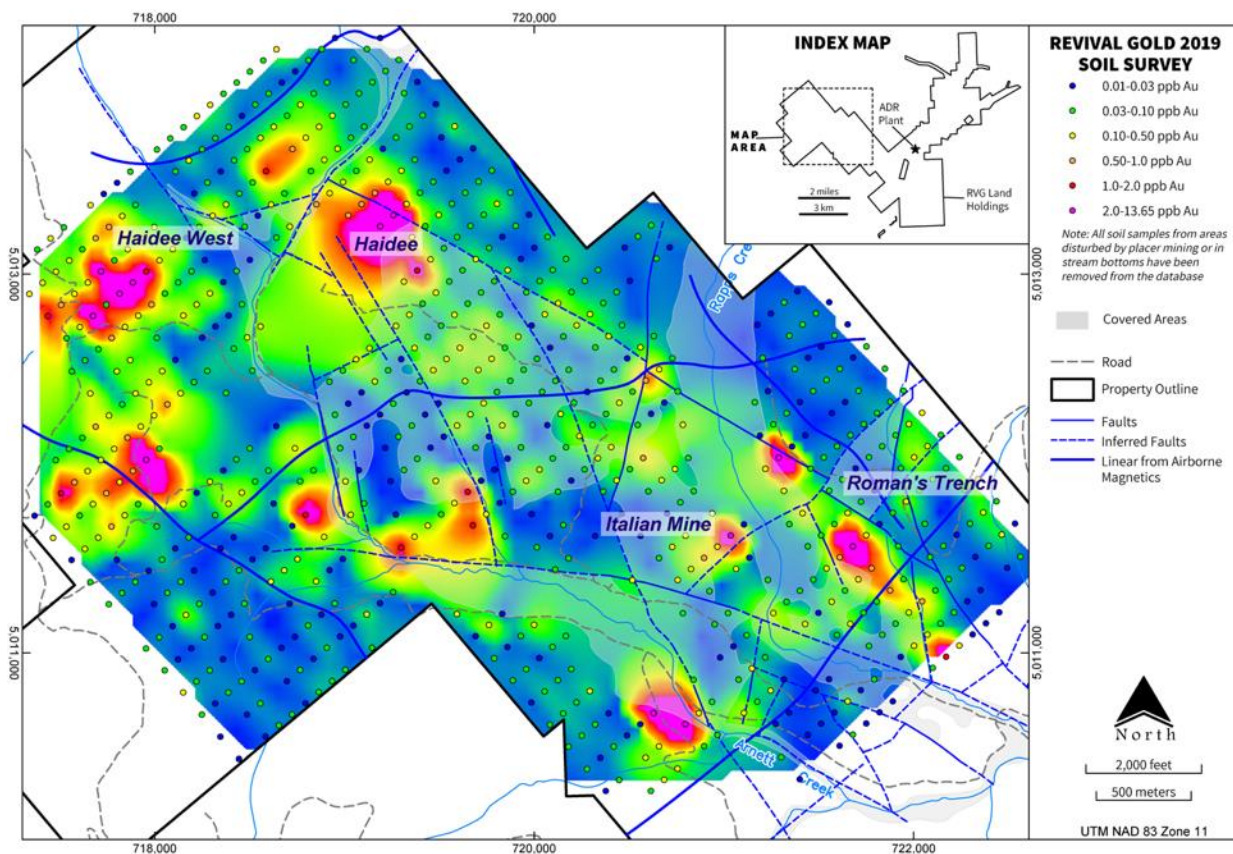 718,000
720,000
INDEX MAP
ADR
Plant
MAP
AREA
2 miles
3 km
RVG Land
Holdings
REVIVAL GOLD 2019
SOIL SURVEY
0.01-0.03 ppb Au
0.03-0.10 ppb Au
0.10-0.50 ppb Au
0.50-1.0 ppb Au
1.0-2.0 ppb Au
2.0-13.65 ppb Au
Note: All soil samples from areas
disturbed by placer mining or in
stream bottoms have been
removed from the database
Covered Areas
Road
Property Outline
Faults
Inferred Faults
Linear from Airborne
Magnetics
North
2,000 feet
500 meters
UTM NAD 83 Zone 11
Haidee West
Haidee
5,013,000
5,013,000
Rapps Cre
Roman's Trench
Italian Mine
5,011,000
5,011,000
Arnett
Creek
718,000
720,000
722,000